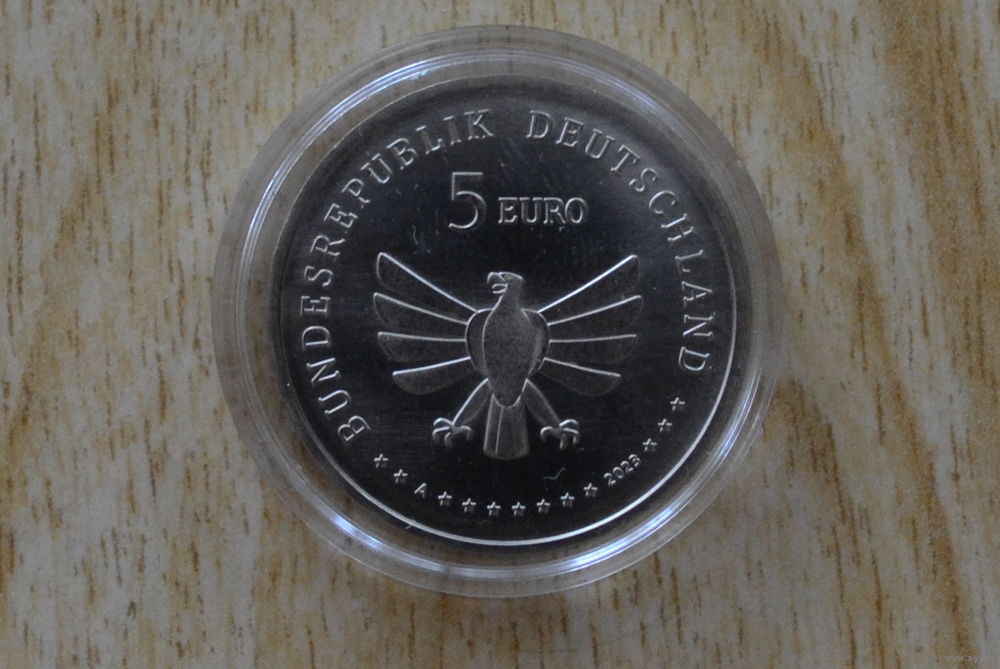 BUNDESREPUBLIK DEUTSCHLAND
5 EURO
A
2023